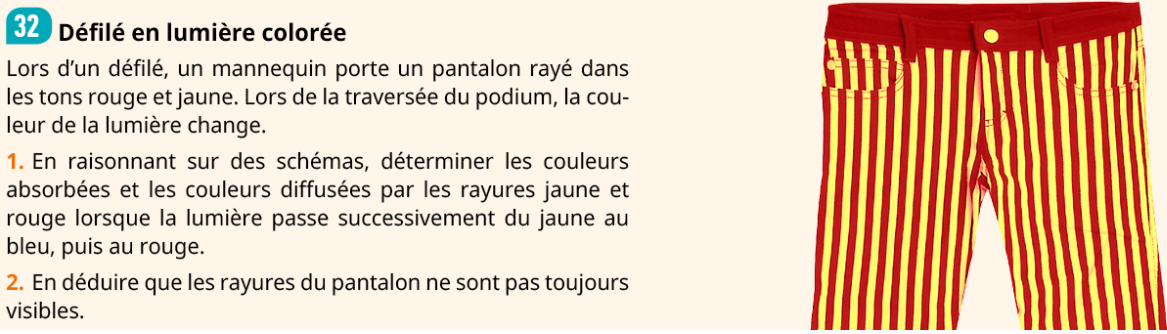 32 Défilé en lumière colorée
Lors d’un défilé, un mannequin porte un pantalon rayé dans
les tons rouge et jaune. Lors de la traversée du podium, la cou-
leur de la lumière change.
1. En raisonnant sur des schémas, déterminer les couleurs
absorbées et les couleurs diffusées par les rayures jaune et
rouge lorsque la lumière passe successivement du jaune au
bleu, puis au rouge.
2. En déduire que les rayures du pantalon ne sont pas toujours
visibles.